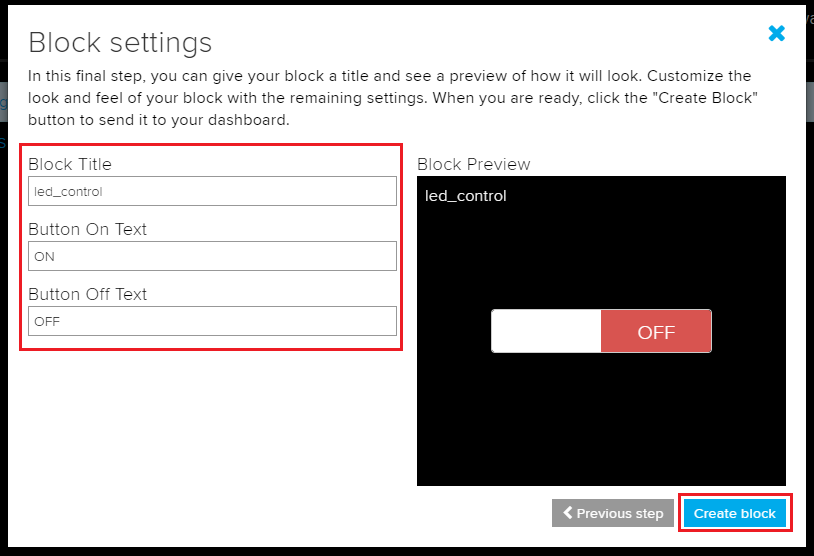 Block settings
In this final step, you can give your block a title and see a preview of how it will look. Customize the
look and feel of your block with the remaining settings. When you are ready, click the "Create Block"
button to send it to your dashboard.
Block Title
led_control
Button On Text
ON
Button Off Text
OFF
Block Preview
led_control
OFF
Previous step
Create block